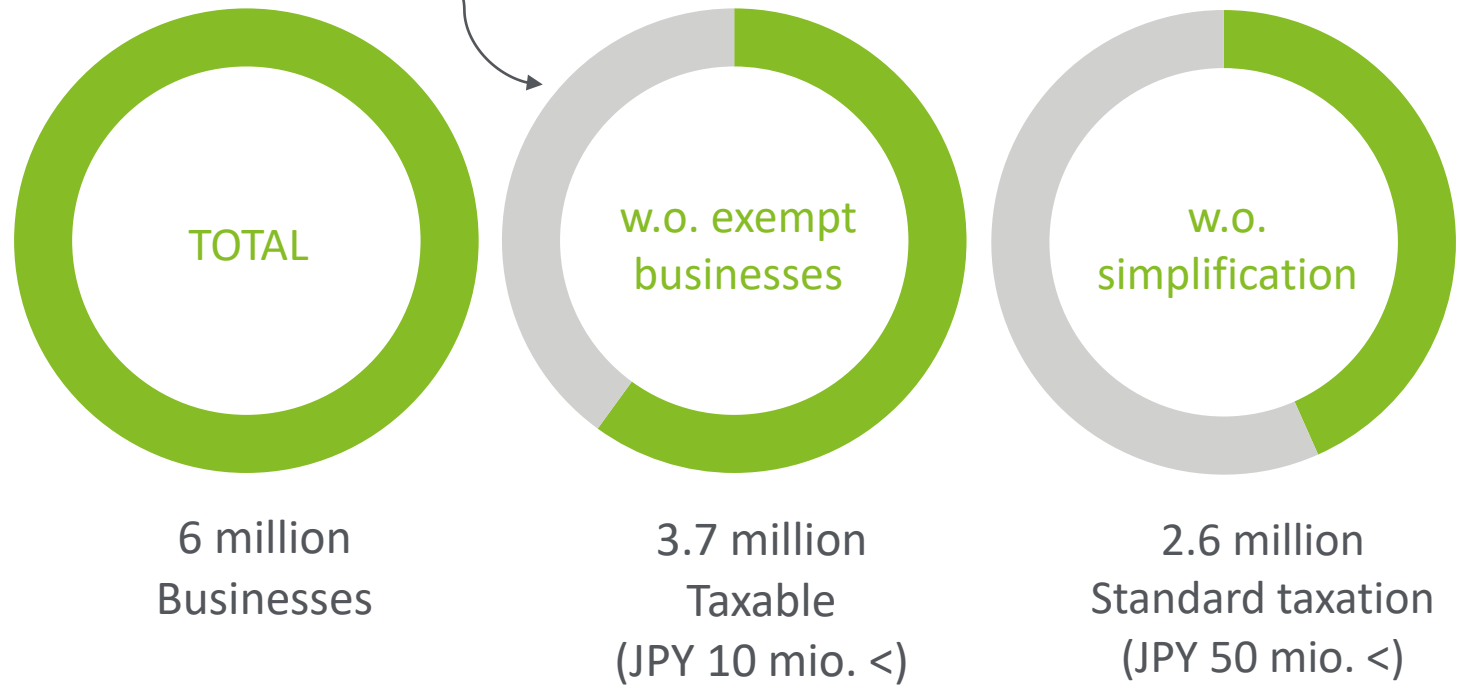 TOTAL
6 million
Businesses
w.o. exempt
businesses
3.7 million
Taxable
(JPY 10 mio. <)
w.o.
simplification
2.6 million
Standard taxation
(JPY 50 mio. <)